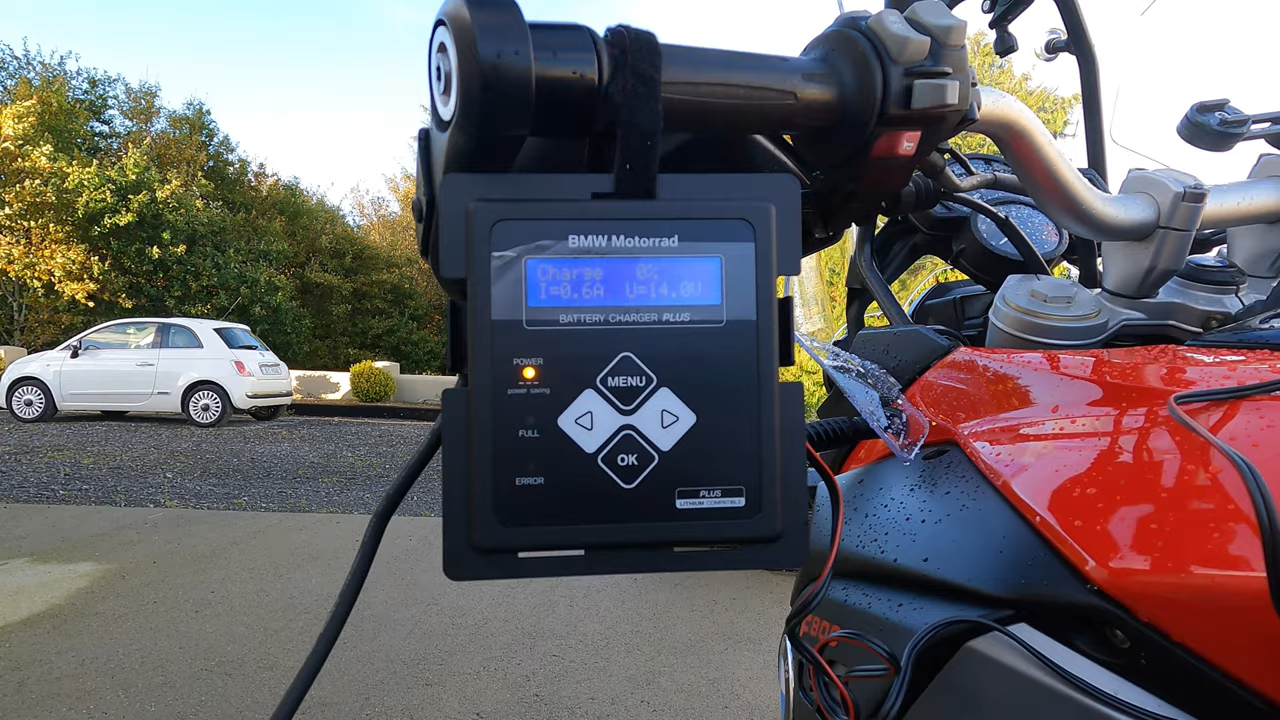 BMW Motorrad
Charge 0%
I=0.6A U=14.0V
BATTERY CHARGER PLUS
POWER
power saving
MENU
FULL
OK
ERROR
PLUS
LITHIUM COMPATIBLE
F800